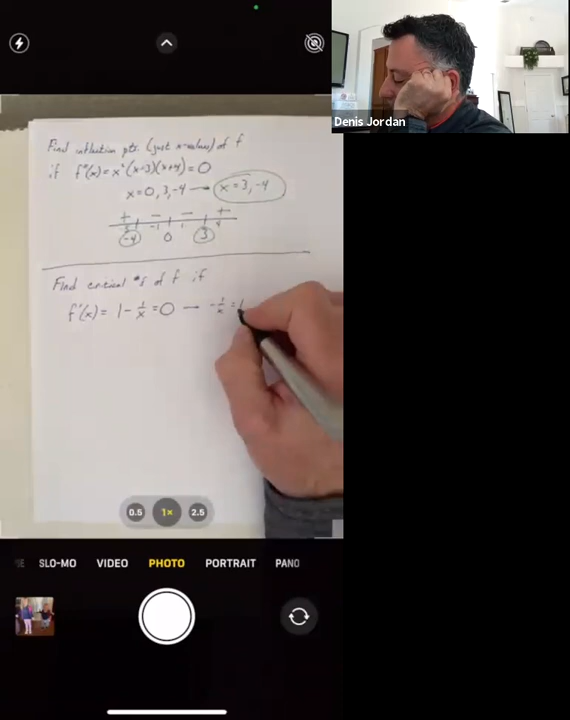 Denis Jordan
Find inflection pts. (just x-values) of f
if f"(x) = x²(x-3)(x+4) = 0
x = 0, 3, -4 → x = 3, -4
+ - - +
-5 -1 1 4
-4 0 3
Find critical #s of f if
f'(x) = 1 - 1/x = 0 — - 1/x =
0.5 1× 2.5
SLO-MO VIDEO PHOTO PORTRAIT PANO